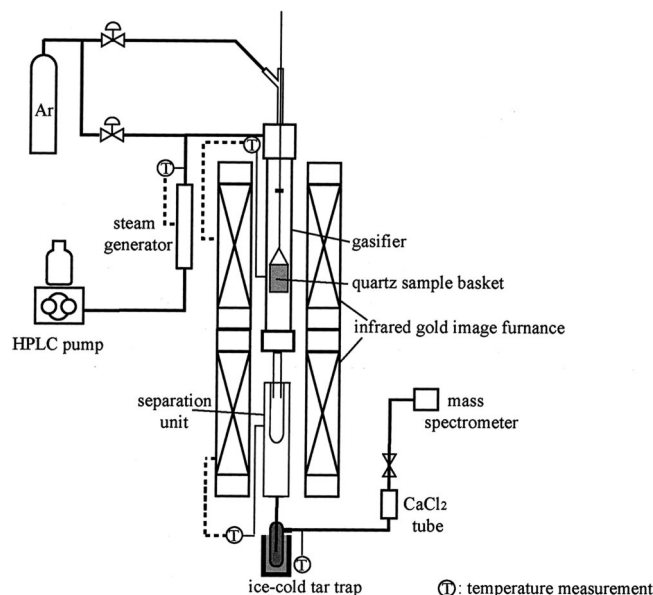 Ar
T
T
steam
generator
gasifier
quartz sample basket
infrared gold image furnance
HPLC pump
separation
unit
mass
spectrometer
CaCl2
tube
T
T
ice-cold tar trap
T: temperature measurement